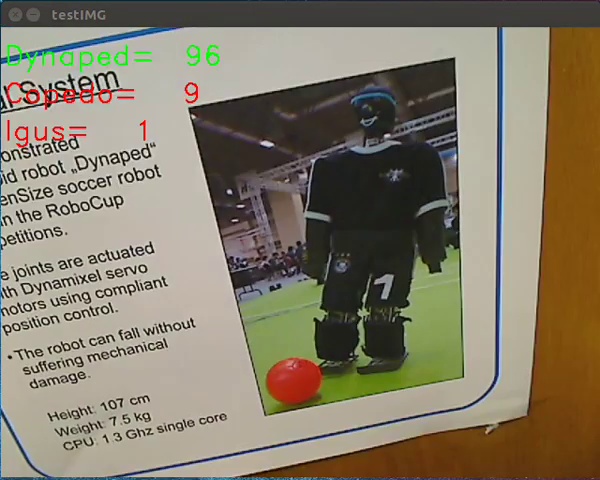 testIMG
Dynaped= 96
al System
Copedo= 9
Igus= 1
onstrated
id robot „Dynaped“
enSize soccer robot
n the RoboCup
petitions.
e joints are actuated
th Dynamixel servo
motors using compliant
position control.
•The robot can fall without
suffering mechanical
damage.
Height: 107 cm
Weight: 7.5 kg
CPU: 1.3 Ghz single core
1